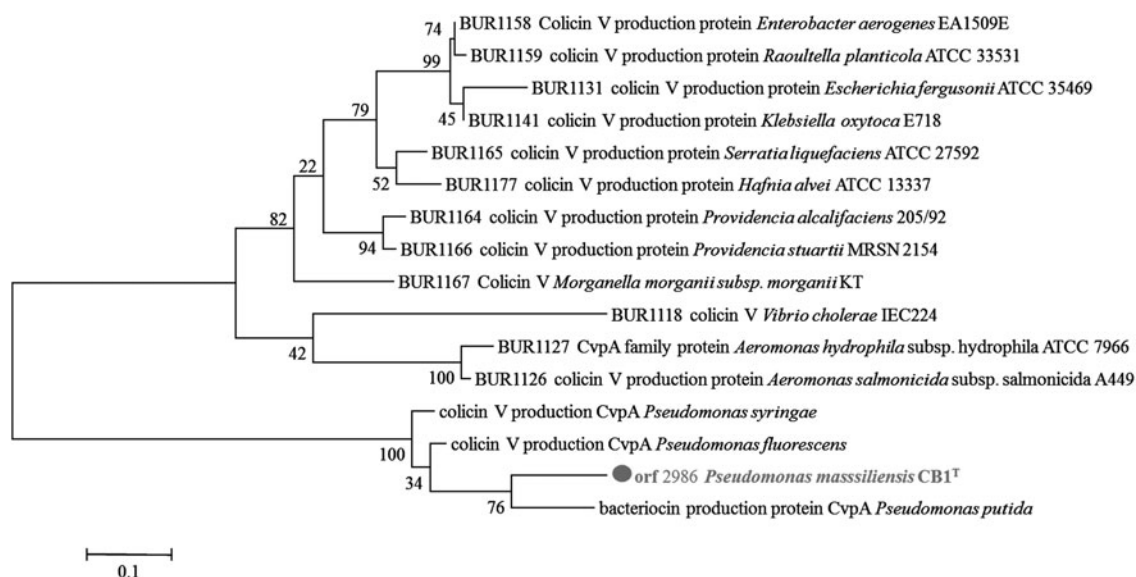 BUR1158 Colicin V production protein Enterobacter aerogenes EA1509E
74
BUR1159 colicin V production protein Raoultella planticola ATCC 33531
99
BUR1131 colicin V production protein Escherichia fergusonii ATCC 35469
79
45
BUR1141 colicin V production protein Klebsiella oxytoca E718
BUR1165 colicin V production protein Serratia liquefaciens ATCC 27592
22
52
BUR1177 colicin V production protein Hafnia alvei ATCC 13337
82
BUR1164 colicin V production protein Providencia alcalifaciens 205/92
94
BUR1166 colicin V production protein Providencia stuartii MRSN 2154
BUR1167 Colicin V Morganella morganii subsp. morganii KT
BUR1118 colicin V Vibrio cholerae IEC224
42
BUR1127 CvpA family protein Aeromonas hydrophila subsp. hydrophila ATCC 7966
100
BUR1126 colicin V production protein Aeromonas salmonicida subsp. salmonicida A449
colicin V production CvpA Pseudomonas syringae
100
colicin V production CvpA Pseudomonas fluorescens
34
orf 2986 Pseudomonas masssiliensis CB1ᵀ
76
bacteriocin production protein CvpA Pseudomonas putida
0.1